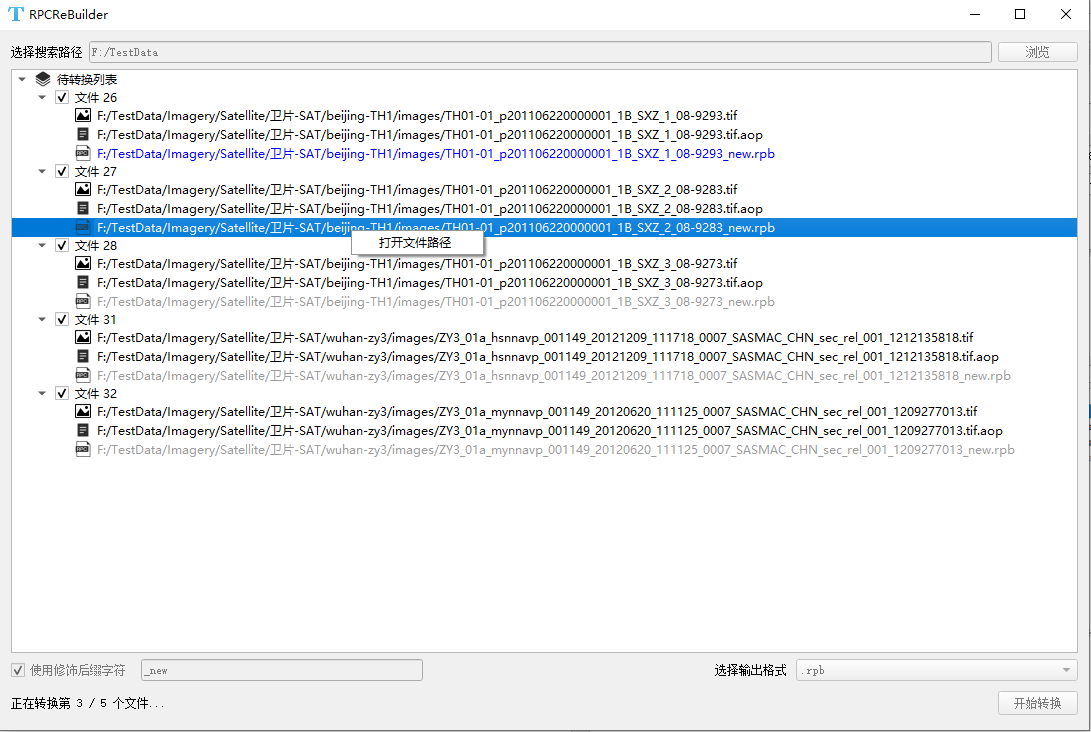 RPCReBuilder
选择搜索路径 F:/TestData 浏览
待转换列表
文件 26
F:/TestData/Imagery/Satellite/卫片-SAT/beijing-TH1/images/TH01-01_p201106220000001_1B_SXZ_1_08-9293.tif
F:/TestData/Imagery/Satellite/卫片-SAT/beijing-TH1/images/TH01-01_p201106220000001_1B_SXZ_1_08-9293.tif.aop
F:/TestData/Imagery/Satellite/卫片-SAT/beijing-TH1/images/TH01-01_p201106220000001_1B_SXZ_1_08-9293_new.rpb
文件 27
F:/TestData/Imagery/Satellite/卫片-SAT/beijing-TH1/images/TH01-01_p201106220000001_1B_SXZ_2_08-9283.tif
F:/TestData/Imagery/Satellite/卫片-SAT/beijing-TH1/images/TH01-01_p201106220000001_1B_SXZ_2_08-9283.tif.aop
F:/TestData/Imagery/Satellite/卫片-SAT/beijing-TH1/images/TH01-01_p201106220000001_1B_SXZ_2_08-9283_new.rpb
打开文件路径
文件 28
F:/TestData/Imagery/Satellite/卫片-SAT/beijing-TH1/images/TH01-01_p201106220000001_1B_SXZ_3_08-9273.tif
F:/TestData/Imagery/Satellite/卫片-SAT/beijing-TH1/images/TH01-01_p201106220000001_1B_SXZ_3_08-9273.tif.aop
F:/TestData/Imagery/Satellite/卫片-SAT/beijing-TH1/images/TH01-01_p201106220000001_1B_SXZ_3_08-9273_new.rpb
文件 31
F:/TestData/Imagery/Satellite/卫片-SAT/wuhan-zy3/images/ZY3_01a_hsnnavp_001149_20121209_111718_0007_SASMAC_CHN_sec_rel_001_1212135818.tif
F:/TestData/Imagery/Satellite/卫片-SAT/wuhan-zy3/images/ZY3_01a_hsnnavp_001149_20121209_111718_0007_SASMAC_CHN_sec_rel_001_1212135818.tif.aop
F:/TestData/Imagery/Satellite/卫片-SAT/wuhan-zy3/images/ZY3_01a_hsnnavp_001149_20121209_111718_0007_SASMAC_CHN_sec_rel_001_1212135818_new.rpb
文件 32
F:/TestData/Imagery/Satellite/卫片-SAT/wuhan-zy3/images/ZY3_01a_mynnavp_001149_20120620_111125_0007_SASMAC_CHN_sec_rel_001_1209277013.tif
F:/TestData/Imagery/Satellite/卫片-SAT/wuhan-zy3/images/ZY3_01a_mynnavp_001149_20120620_111125_0007_SASMAC_CHN_sec_rel_001_1209277013.tif.aop
F:/TestData/Imagery/Satellite/卫片-SAT/wuhan-zy3/images/ZY3_01a_mynnavp_001149_20120620_111125_0007_SASMAC_CHN_sec_rel_001_1209277013_new.rpb
使用修饰后缀字符 _new 选择输出格式 .rpb
正在转换第 3 / 5 个文件... 开始转换